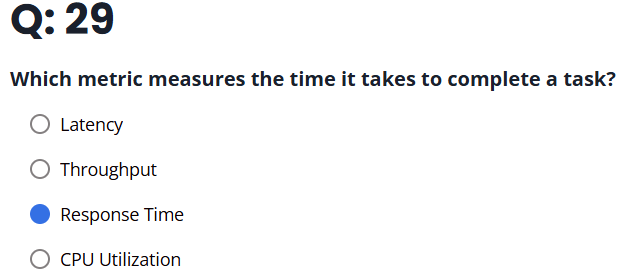 Q: 29
Which metric measures the time it takes to complete a task?
Latency
Throughput
Response Time
CPU Utilization